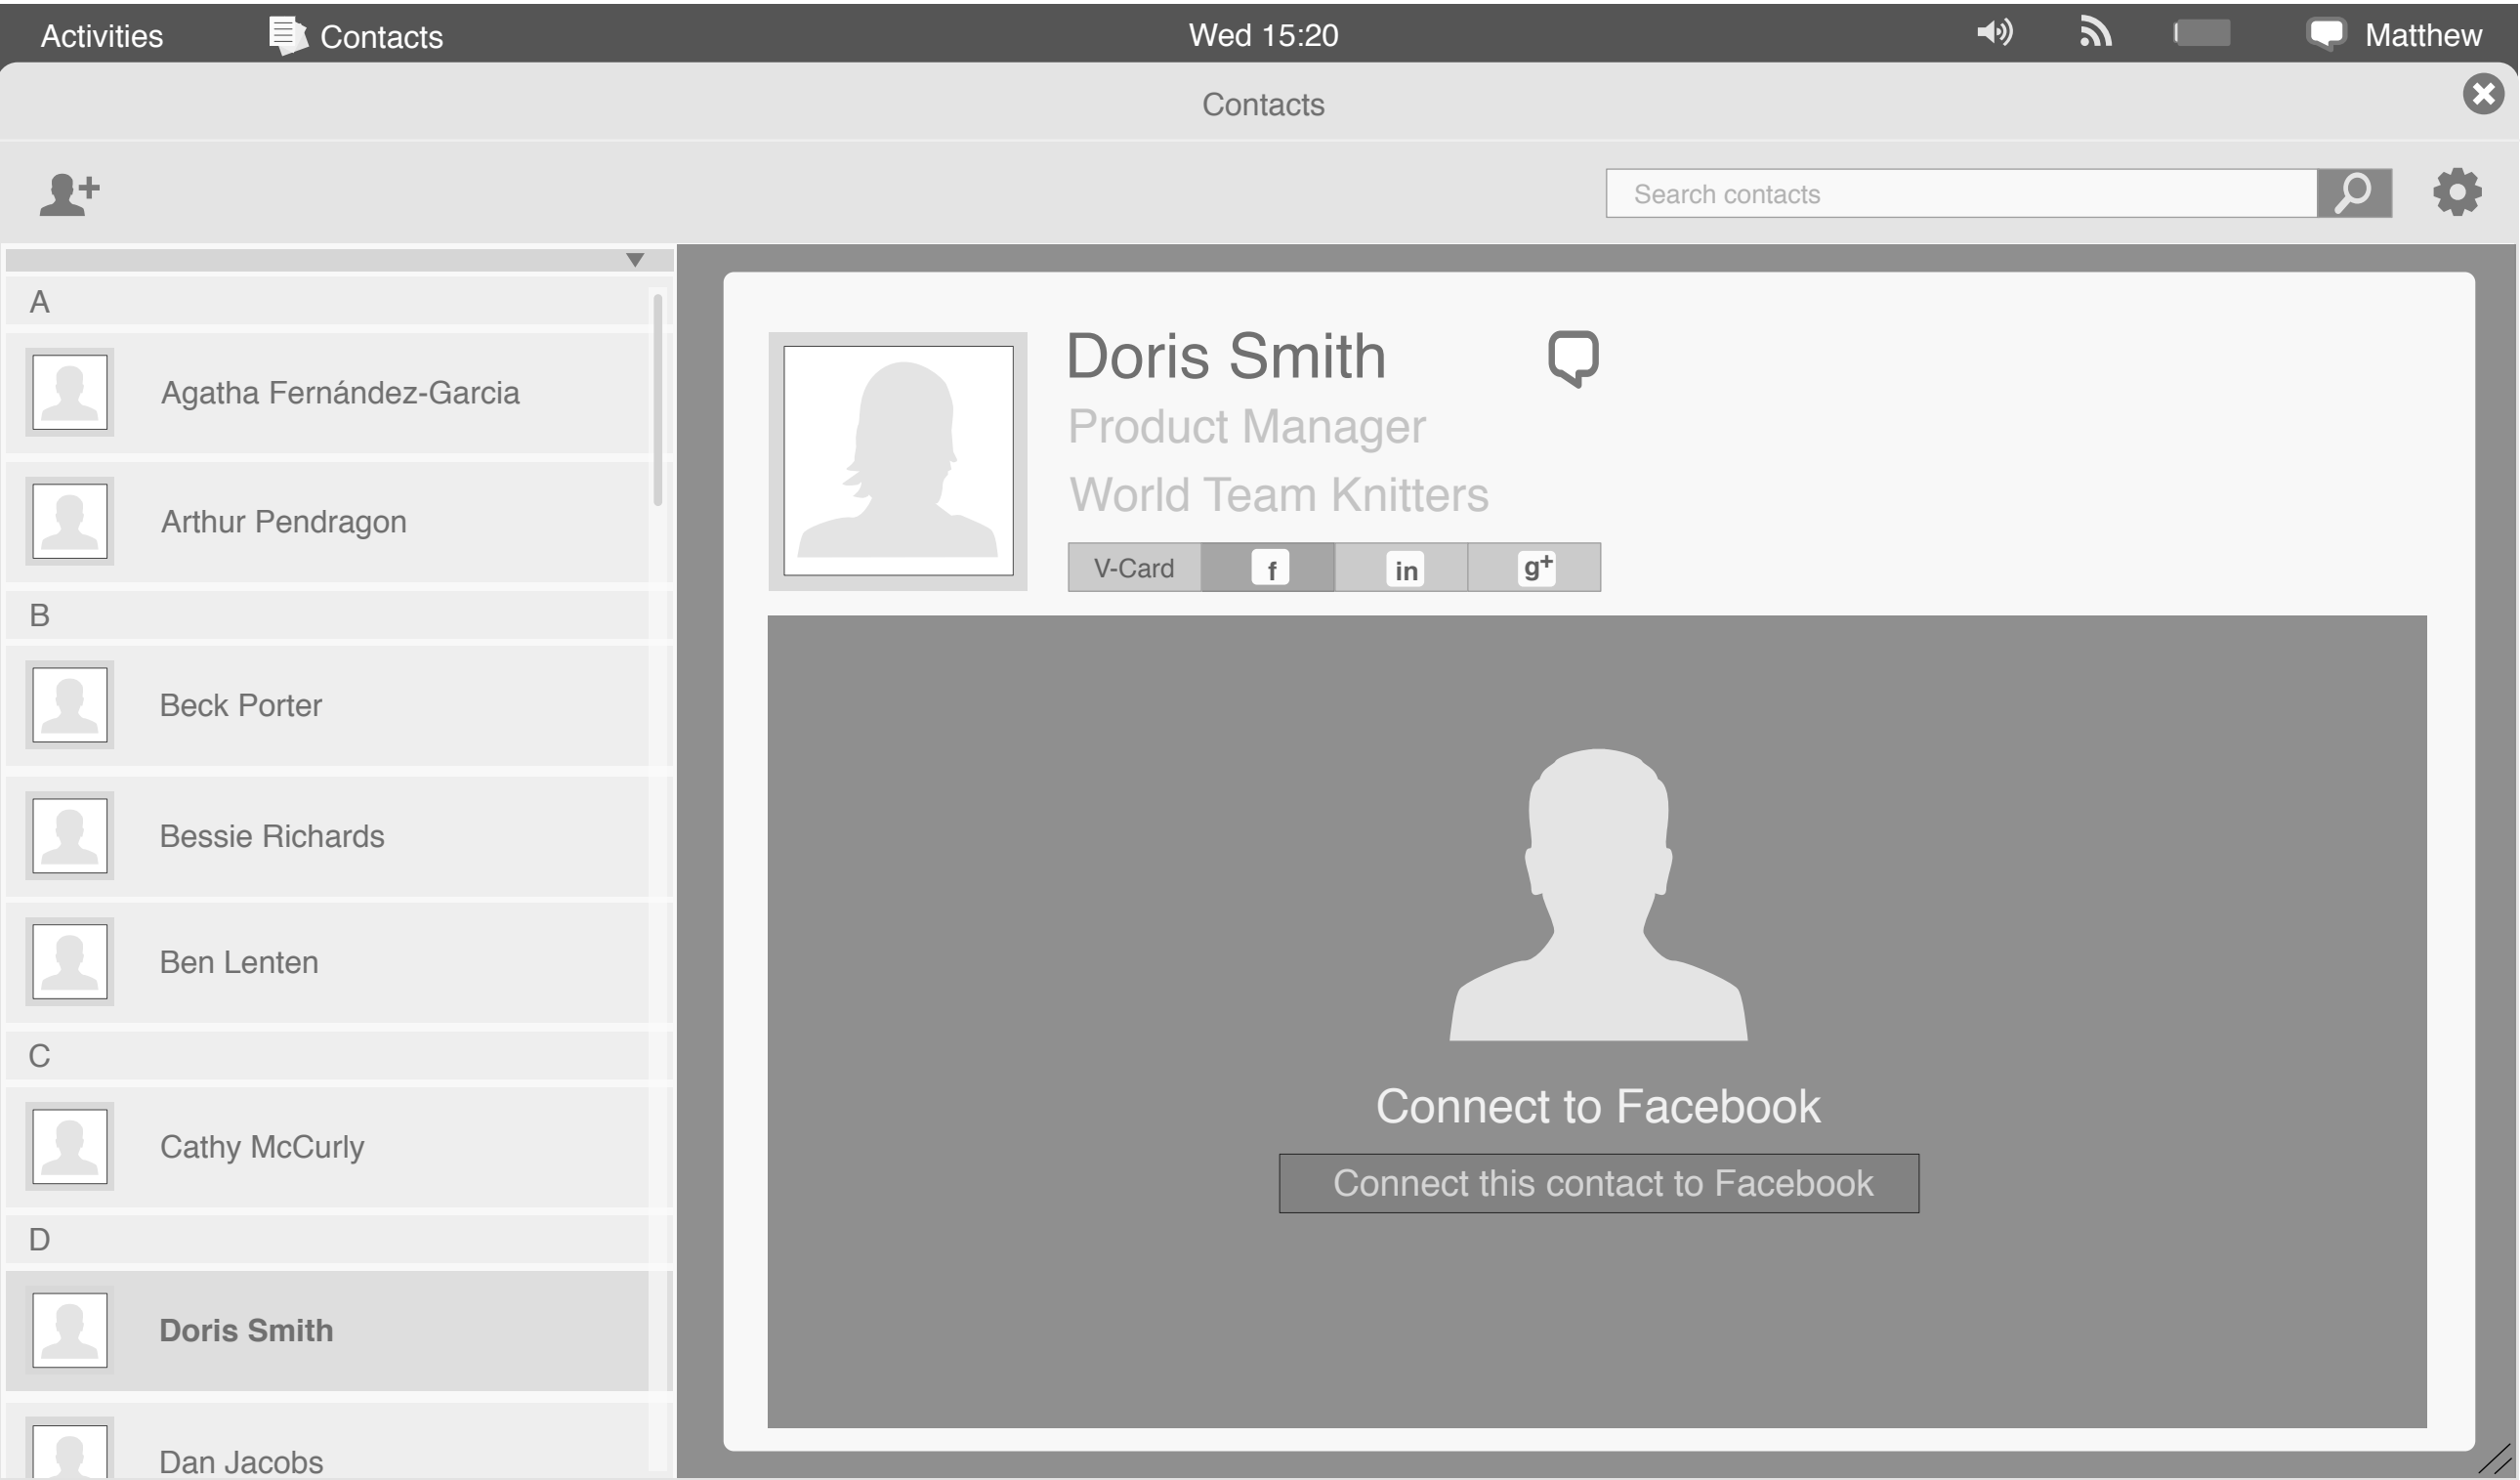 Activities
Contacts
Wed 15:20
Matthew
Contacts
Search contacts
A
Agatha Fernández-Garcia
Arthur Pendragon
B
Beck Porter
Bessie Richards
Ben Lenten
C
Cathy McCurly
D
Doris Smith
Dan Jacobs
Doris Smith
Product Manager
World Team Knitters
V-Card
f
in
g+
Connect to Facebook
Connect this contact to Facebook